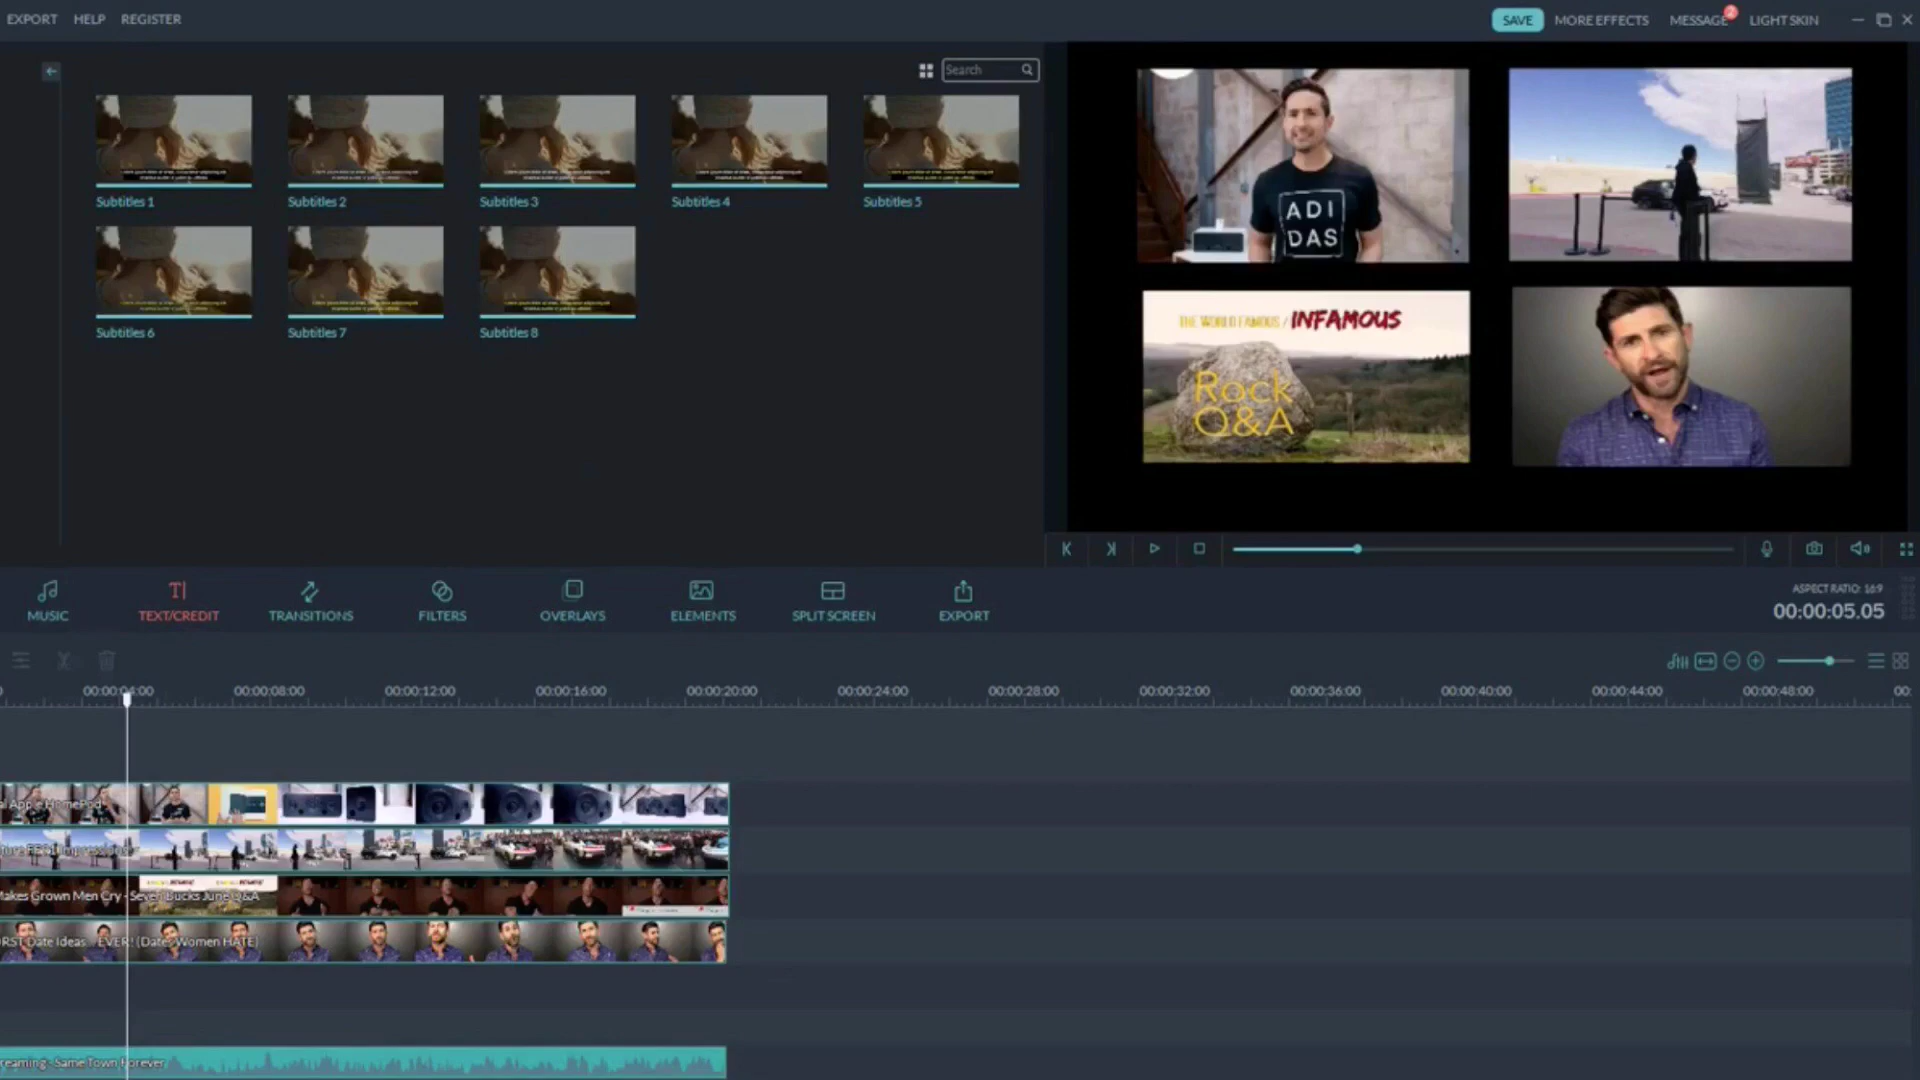 EXPORT HELP REGISTER
SAVE MORE EFFECTS MESSAGE 2 LIGHT SKIN
Search
Subtitles 1 Subtitles 2 Subtitles 3 Subtitles 4 Subtitles 5
Subtitles 6 Subtitles 7 Subtitles 8
ADI
DAS
THE WORLD FAMOUS / INFAMOUS
Rock
Q&A
MUSIC TEXT/CREDIT TRANSITIONS FILTERS OVERLAYS ELEMENTS SPLIT SCREEN EXPORT
ASPECT RATIO: 16:9
00:00:05.05
00:00:04:00 00:00:08:00 00:00:12:00 00:00:16:00 00:00:20:00 00:00:24:00 00:00:28:00 00:00:32:00 00:00:36:00 00:00:40:00 00:00:44:00 00:00:48:00 00:
al Apple HomePod
Makes Grown Men Cry - Seven Bucks June Q&A
RST Date Ideas... EVER! (Dates Women HATE)
reaming - Same Town Forever